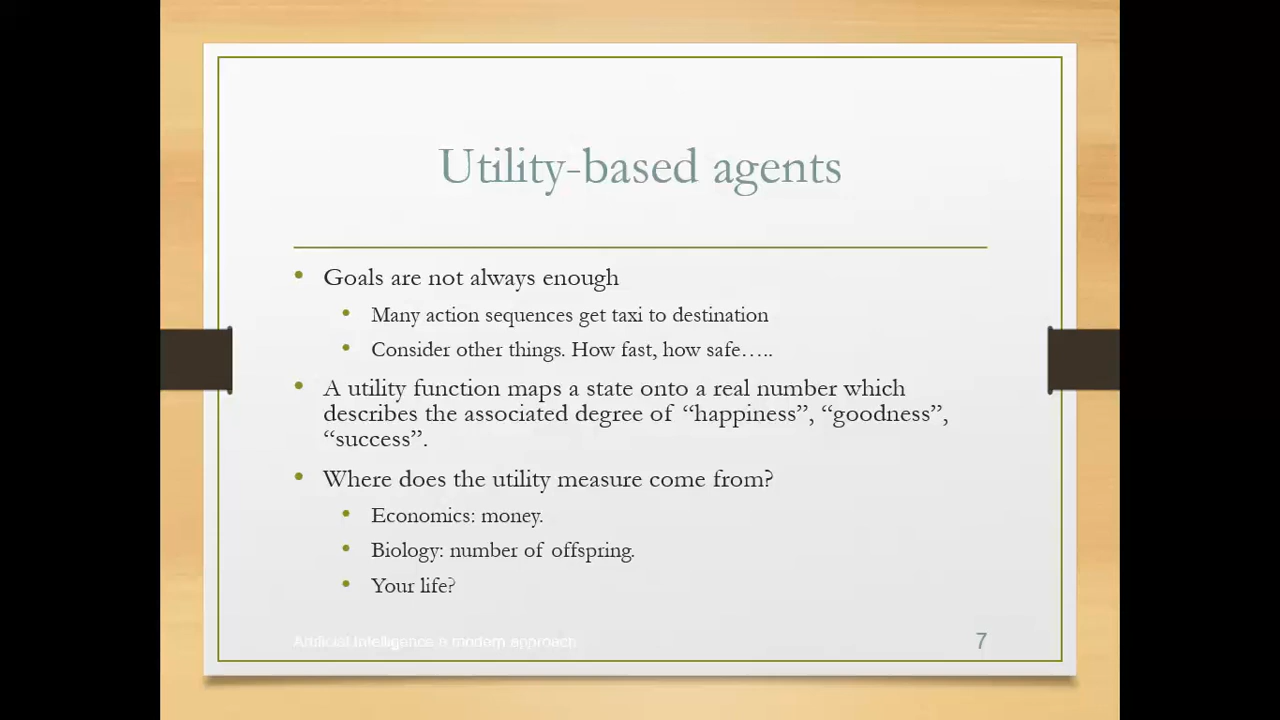 Utility-based agents
• Goals are not always enough
• Many action sequences get taxi to destination
• Consider other things. How fast, how safe…..
• A utility function maps a state onto a real number which
describes the associated degree of “happiness”, “goodness”,
“success”.
• Where does the utility measure come from?
• Economics: money.
• Biology: number of offspring.
• Your life?
Artificial Intelligence a modern approach
7